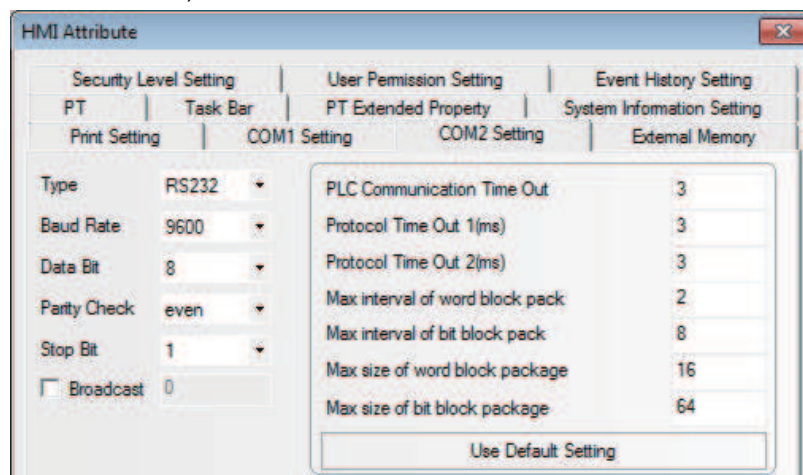 HMI Attribute
Security Level Setting User Permission Setting Event History Setting
PT Task Bar PT Extended Property System Information Setting
Print Setting COM1 Setting COM2 Setting External Memory
Type RS232
Baud Rate 9600
Data Bit 8
Parity Check even
Stop Bit 1
Broadcast 0
PLC Communication Time Out 3
Protocol Time Out 1(ms) 3
Protocol Time Out 2(ms) 3
Max interval of word block pack 2
Max interval of bit block pack 8
Max size of word block package 16
Max size of bit block package 64
Use Default Setting